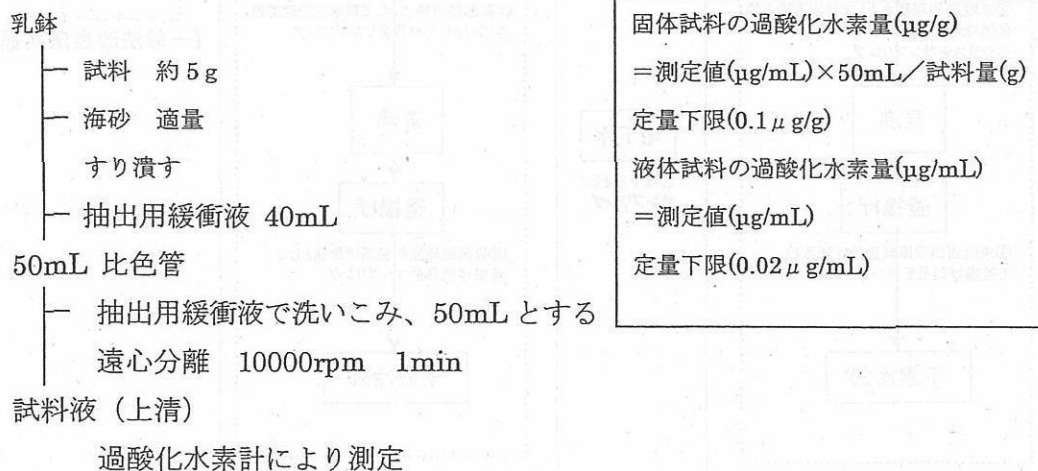 乳鉢
試料 約5g
海砂 適量
すり潰す
抽出用緩衝液 40mL
50mL 比色管
抽出用緩衝液で洗いこみ、50mLとする
遠心分離 10000rpm 1min
試料液（上清）
過酸化水素計により測定
固体試料の過酸化水素量(μg/g)
＝測定値(μg/mL)×50mL／試料量(g)
定量下限(0.1μg/g)
液体試料の過酸化水素量(μg/mL)
＝測定値(μg/mL)
定量下限(0.02μg/mL)